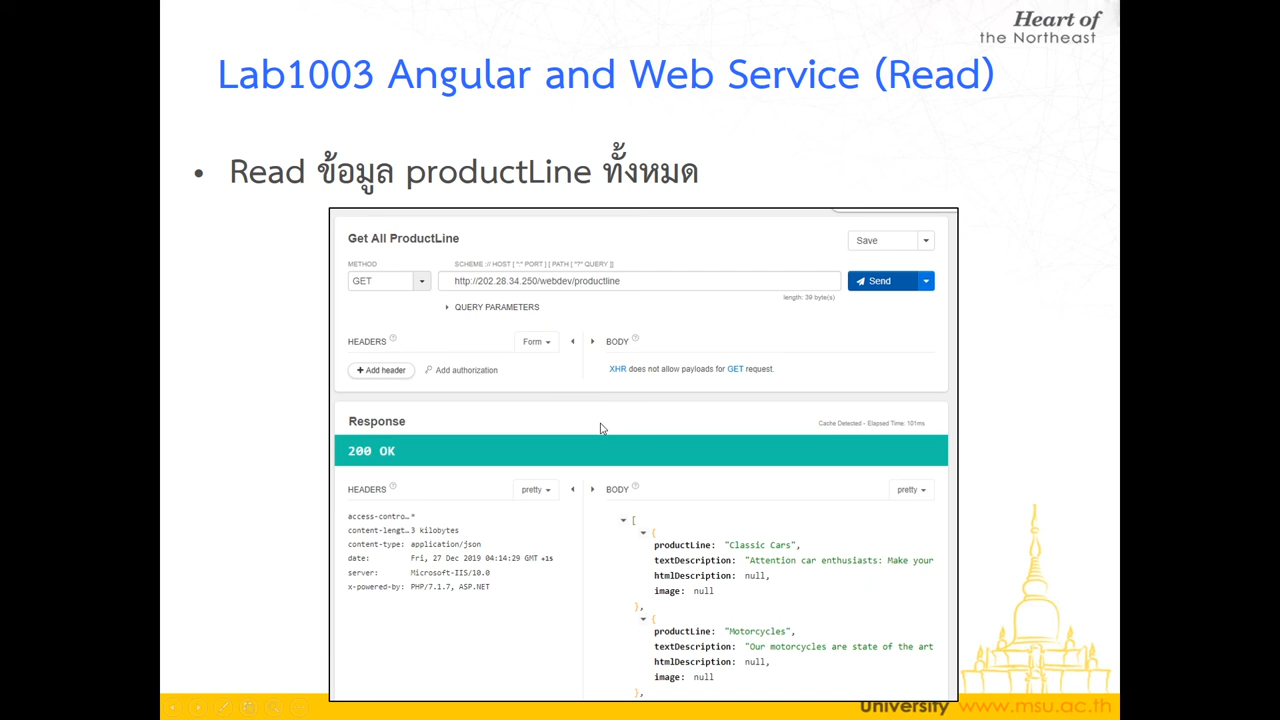 Heart of
the Northeast
Lab1003 Angular and Web Service (Read)
• Read ข้อมูล productLine ทั้งหมด
Get All ProductLine
Save
METHOD
SCHEME :// HOST [ ":" PORT ] [ PATH [ "?" QUERY ]]
GET
http://202.28.34.250/webdev/productline
Send
length: 39 byte(s)
QUERY PARAMETERS
HEADERS
Form
BODY
Add header
Add authorization
XHR does not allow payloads for GET request.
Response
Cache Detected - Elapsed Time: 101ms
200 OK
HEADERS
pretty
BODY
pretty
access-contro… *
content-lengt… 3 kilobytes
content-type: application/json
date: Fri, 27 Dec 2019 04:14:29 GMT +1s
server: Microsoft-IIS/10.0
x-powered-by: PHP/7.1.7, ASP.NET
[
{
productLine: "Classic Cars",
textDescription: "Attention car enthusiasts: Make your
htmlDescription: null,
image: null
},
{
productLine: "Motorcycles",
textDescription: "Our motorcycles are state of the art
htmlDescription: null,
image: null
},
University www.msu.ac.th